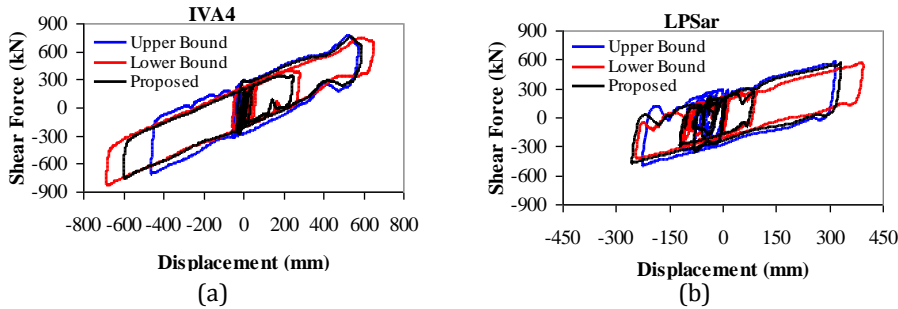 IVA4
Shear Force (kN)
900
600
300
0
-300
-600
-900
Upper Bound
Lower Bound
Proposed
-800 -600 -400 -200 0 200 400 600 800
Displacement (mm)
(a)
LPSar
Shear Force (kN)
900
600
300
0
-300
-600
-900
Upper Bound
Lower Bound
Proposed
-450 -300 -150 0 150 300 450
Displacement (mm)
(b)